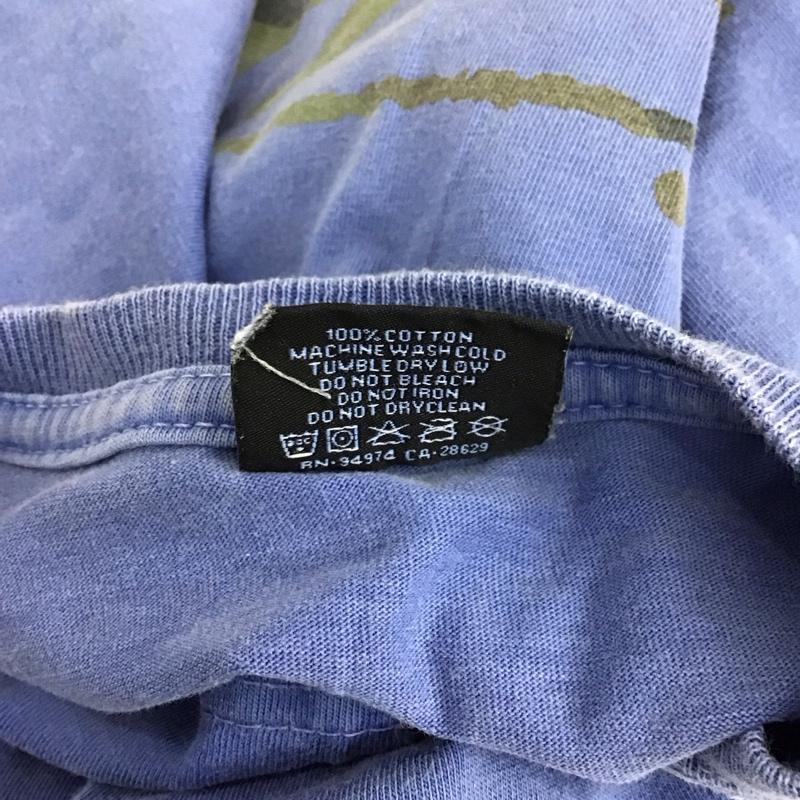 100% COTTON
MACHINE WASH COLD
TUMBLE DRY LOW
DO NOT BLEACH
DO NOT IRON
DO NOT DRYCLEAN
RN·94974 CA·28629